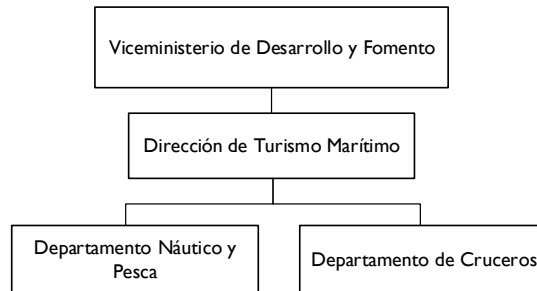 Viceministerio de Desarrollo y Fomento
Dirección de Turismo Marítimo
Departamento Náutico y
Pesca
Departamento de Cruceros